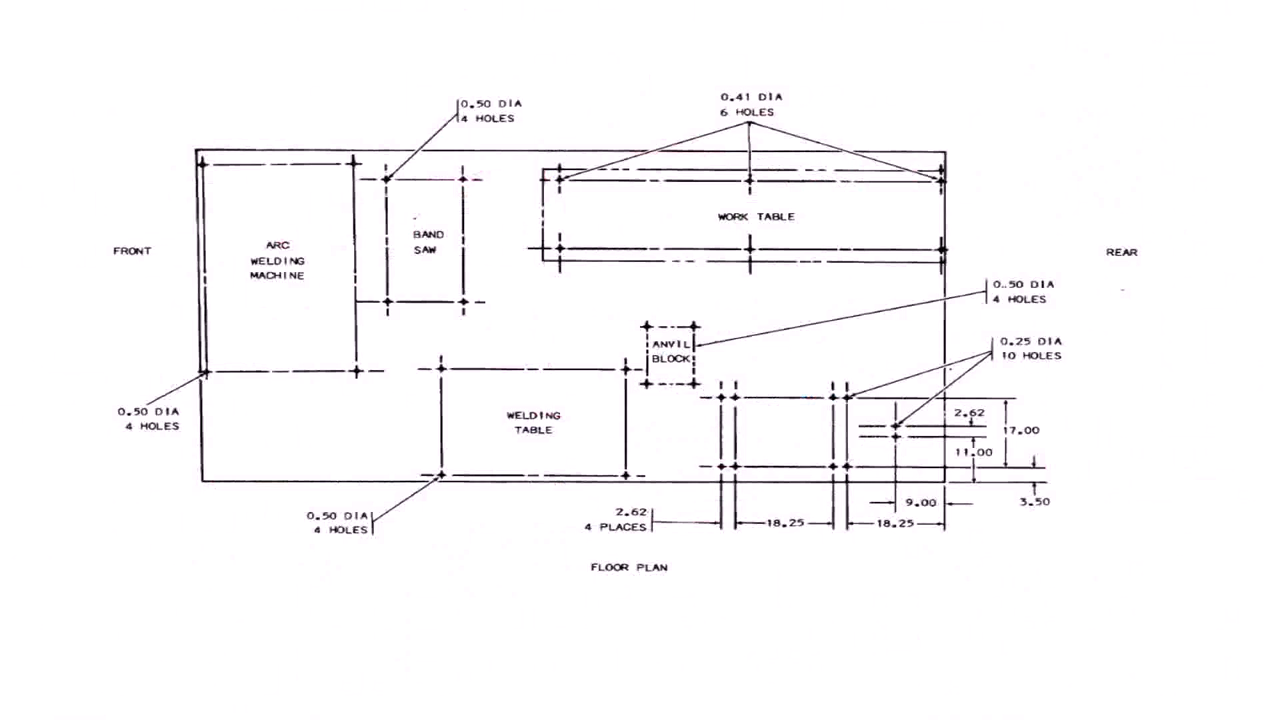 0.50 DIA
4 HOLES
0.41 DIA
6 HOLES
WORK TABLE
FRONT
ARC
WELDING
MACHINE
BAND
SAW
REAR
0..50 DIA
4 HOLES
ANVIL
BLOCK
0.25 DIA
10 HOLES
0.50 DIA
4 HOLES
WELDING
TABLE
2.62
17.00
11.00
9.00
3.50
0.50 DIA
4 HOLES
2.62
4 PLACES
18.25
18.25
FLOOR PLAN